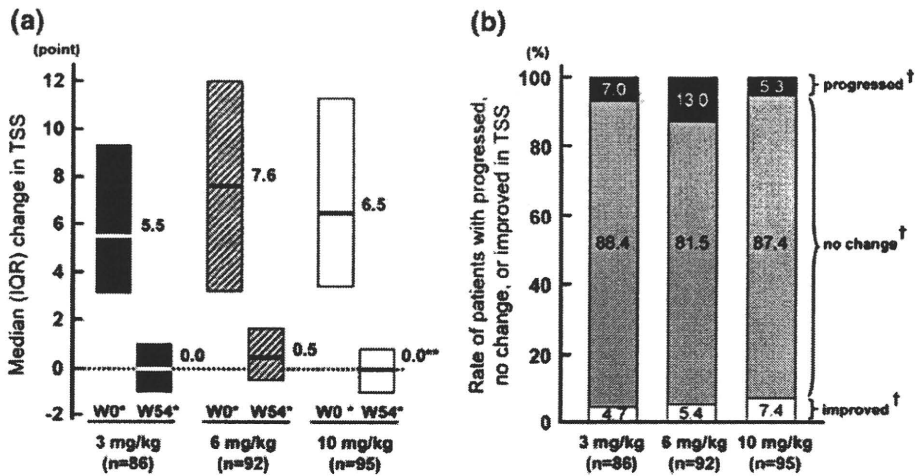 (a)
(point)
Median (IQR) change in TSS
12
10
8
6
4
2
0
-2
5.5
0.0
7.6
0.5
6.5
0.0**
W0* W54* W0* W54* W0* W54*
3 mg/kg 6 mg/kg 10 mg/kg
(n=86) (n=92) (n=95)
(b)
(%)
Rate of patients with progressed,
no change, or improved in TSS
100
80
60
40
20
0
7.0 13.0 5.3
88.4 81.5 87.4
4.7 5.4 7.4
progressed†
no change†
improved†
3 mg/kg 6 mg/kg 10 mg/kg
(n=86) (n=92) (n=95)